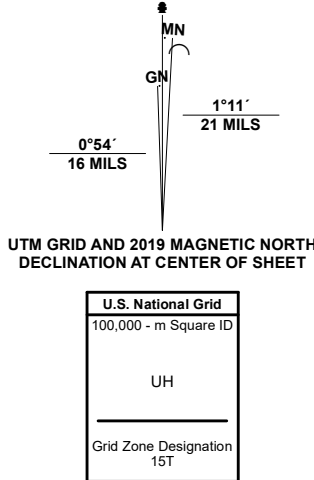 MN
GN
1°11´
21 MILS
0°54´
16 MILS
UTM GRID AND 2019 MAGNETIC NORTH
DECLINATION AT CENTER OF SHEET
U.S. National Grid
100,000 - m Square ID
UH
Grid Zone Designation
15T